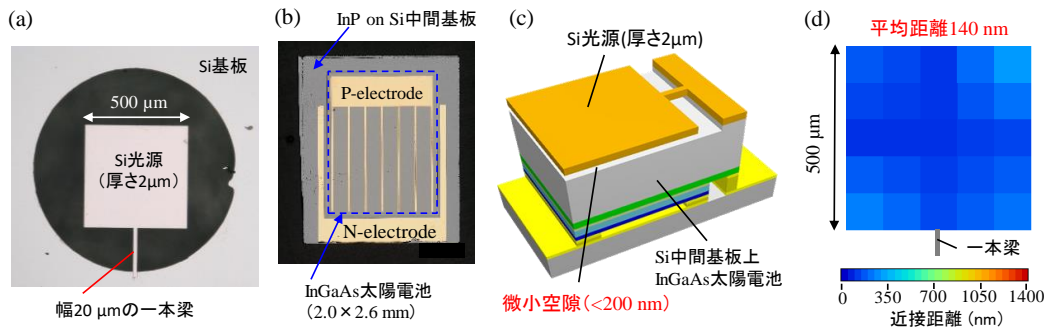 (a)
Si基板
500 µm
Si光源
(厚さ2µm)
幅20 µmの一本梁
(b)
InP on Si中間基板
P-electrode
N-electrode
InGaAs太陽電池
(2.0×2.6 mm)
(c)
Si光源(厚さ2µm)
Si中間基板上
InGaAs太陽電池
微小空隙(<200 nm)
(d)
平均距離140 nm
500 µm
一本梁
0 350 700 1050 1400
近接距離 (nm)